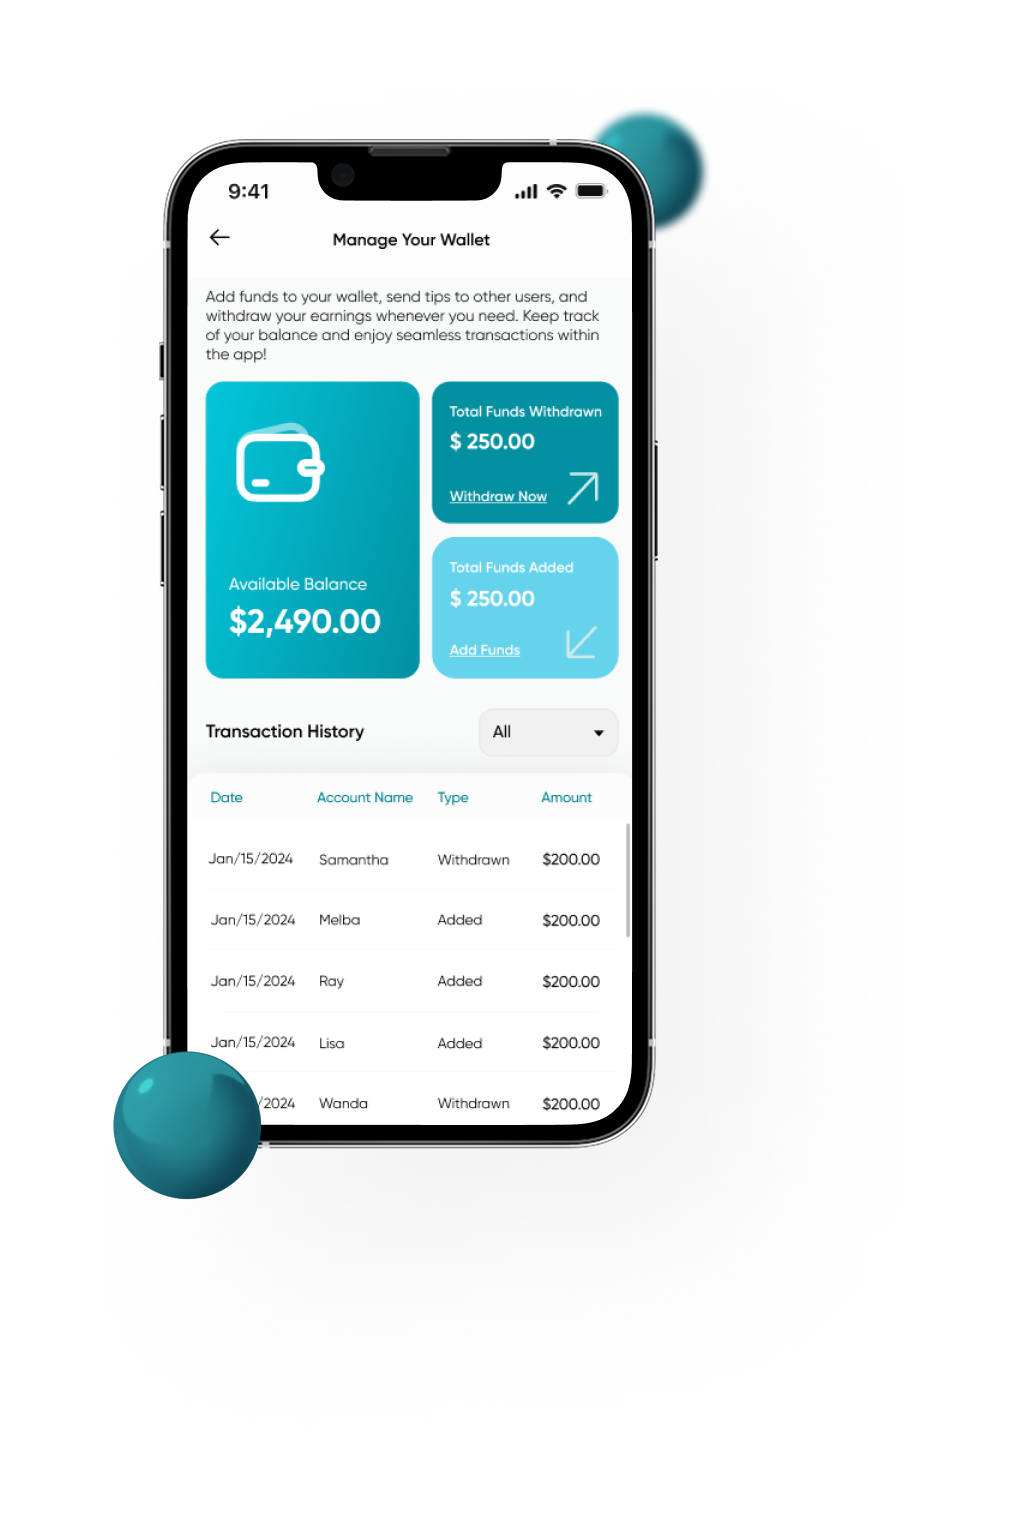 9:41
Manage Your Wallet
Add funds to your wallet, send tips to other users, and
withdraw your earnings whenever you need. Keep track
of your balance and enjoy seamless transactions within
the app!
Available Balance
$2,490.00
Total Funds Withdrawn
$ 250.00
Withdraw Now
Total Funds Added
$ 250.00
Add Funds
Transaction History
All
Date Account Name Type Amount
Jan/15/2024 Samantha Withdrawn $200.00
Jan/15/2024 Melba Added $200.00
Jan/15/2024 Ray Added $200.00
Jan/15/2024 Lisa Added $200.00
/2024 Wanda Withdrawn $200.00